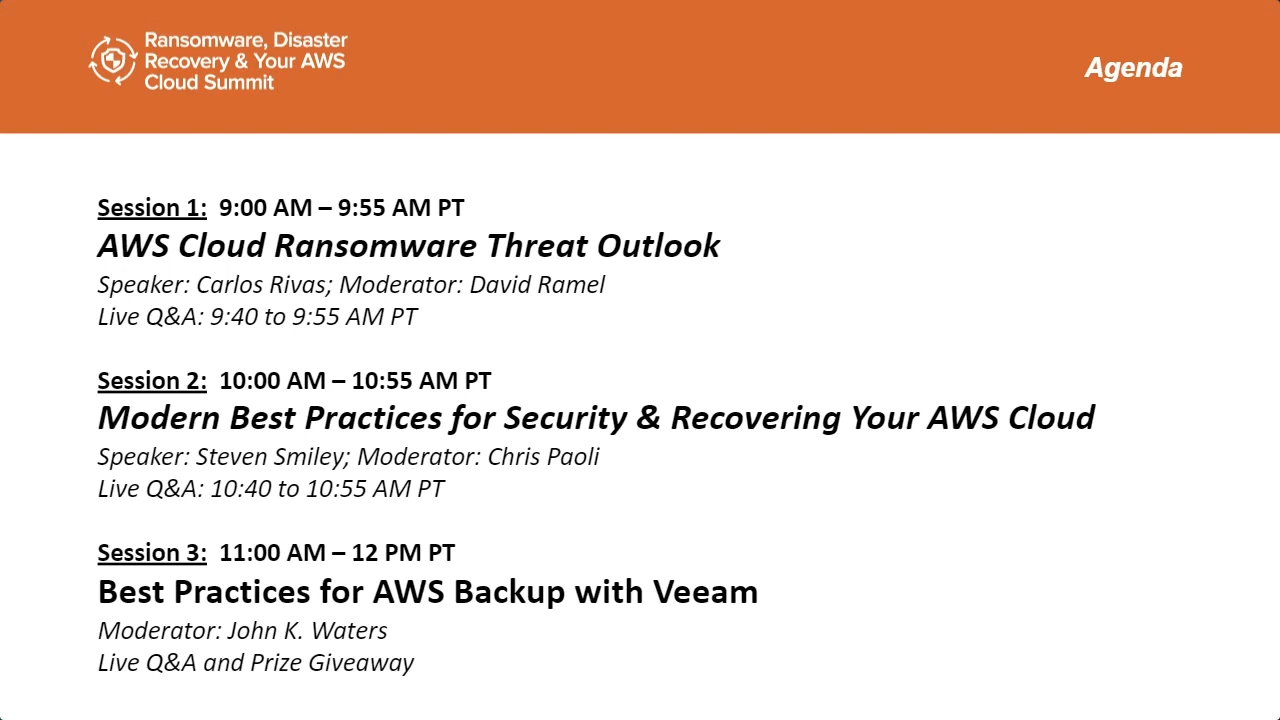 Ransomware, Disaster
Recovery & Your AWS
Cloud Summit
Agenda
Session 1:  9:00 AM – 9:55 AM PT
AWS Cloud Ransomware Threat Outlook
Speaker: Carlos Rivas; Moderator: David Ramel
Live Q&A: 9:40 to 9:55 AM PT
Session 2:  10:00 AM – 10:55 AM PT
Modern Best Practices for Security & Recovering Your AWS Cloud
Speaker: Steven Smiley; Moderator: Chris Paoli
Live Q&A: 10:40 to 10:55 AM PT
Session 3:  11:00 AM – 12 PM PT
Best Practices for AWS Backup with Veeam
Moderator: John K. Waters
Live Q&A and Prize Giveaway